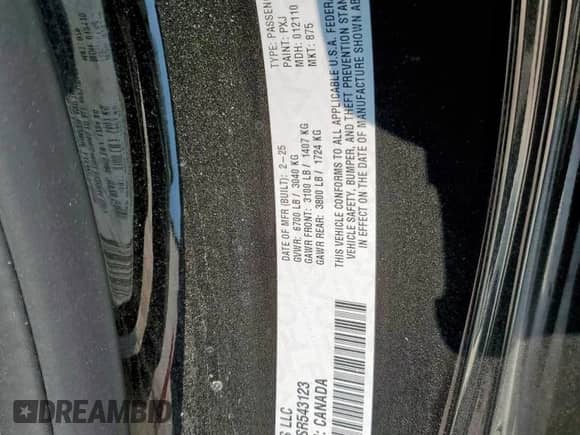 S LLC
SR543123
: CANADA
DATE OF MFR (BUILT): 2-25
GVWR: 6700 LB / 3040 KG
GAWR FRONT: 3100 LB / 1407 KG
GAWR REAR: 3800 LB / 1724 KG
THIS VEHICLE CONFORMS TO ALL APPLICABLE U.S.A. FEDER
VEHICLE SAFETY, BUMPER, AND THEFT PREVENTION STAN
IN EFFECT ON THE DATE OF MANUFACTURE SHOWN AB
TYPE: PASSEN
PAINT: PXJ
MDH: 012110
MKT: 875
DREAMBID